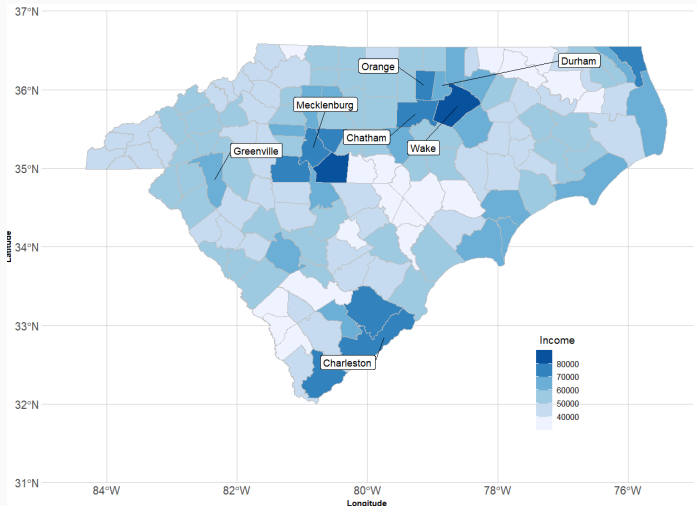 37°N
36°N
35°N
34°N
33°N
32°N
31°N
Latitude
Orange
Durham
Mecklenburg
Chatham
Wake
Greenville
Charleston
Income
80000
70000
60000
50000
40000
84°W
82°W
80°W
78°W
76°W
Longitude